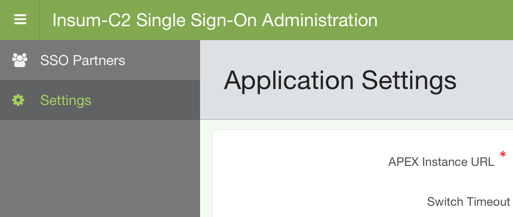 Insum-C2 Single Sign-On Administration
SSO Partners
Settings
Application Settings
APEX Instance URL *
Switch Timeout